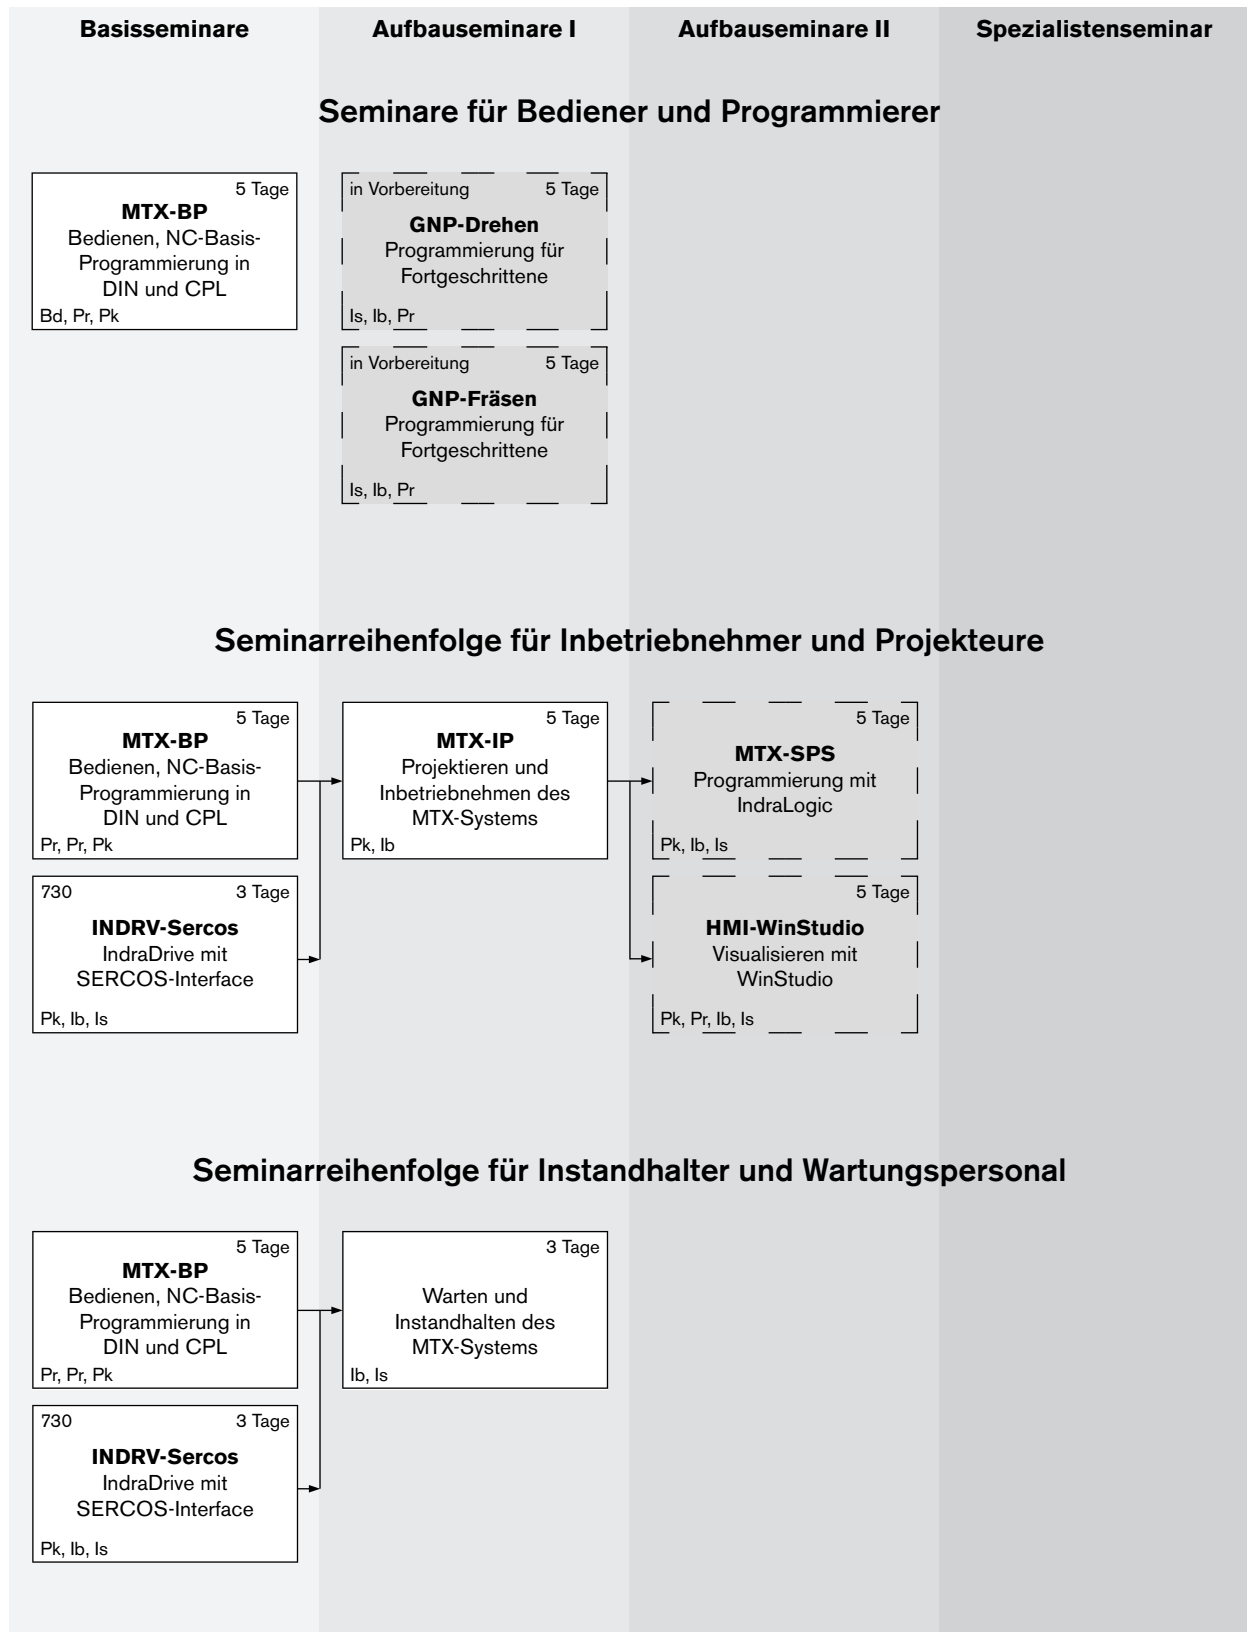 Basisseminare
Aufbauseminare I
Aufbauseminare II
Spezialistenseminar
Seminare für Bediener und Programmierer
5 Tage
MTX-BP
Bedienen, NC-Basis-
Programmierung in
DIN und CPL
Bd, Pr, Pk
in Vorbereitung 5 Tage
GNP-Drehen
Programmierung für
Fortgeschrittene
Is, Ib, Pr
in Vorbereitung 5 Tage
GNP-Fräsen
Programmierung für
Fortgeschrittene
Is, Ib, Pr
Seminarreihenfolge für Inbetriebnehmer und Projekteure
5 Tage
MTX-BP
Bedienen, NC-Basis-
Programmierung in
DIN und CPL
Pr, Pr, Pk
730 3 Tage
INDRV-Sercos
IndraDrive mit
SERCOS-Interface
Pk, Ib, Is
5 Tage
MTX-IP
Projektieren und
Inbetriebnehmen des
MTX-Systems
Pk, Ib
5 Tage
MTX-SPS
Programmierung mit
IndraLogic
Pk, Ib, Is
5 Tage
HMI-WinStudio
Visualisieren mit
WinStudio
Pk, Pr, Ib, Is
Seminarreihenfolge für Instandhalter und Wartungspersonal
5 Tage
MTX-BP
Bedienen, NC-Basis-
Programmierung in
DIN und CPL
Pr, Pr, Pk
730 3 Tage
INDRV-Sercos
IndraDrive mit
SERCOS-Interface
Pk, Ib, Is
3 Tage
Warten und
Instandhalten des
MTX-Systems
Ib, Is